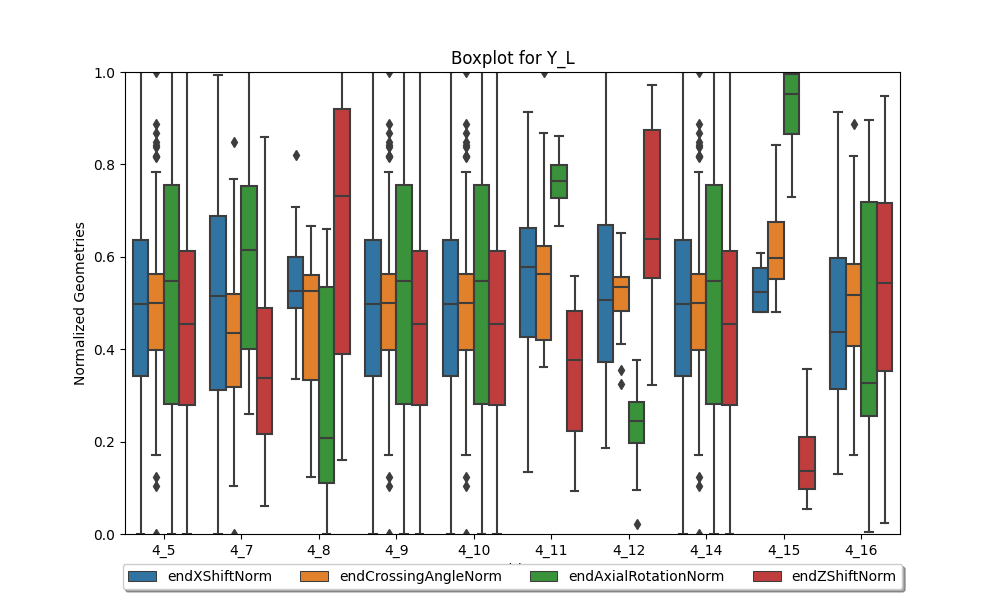 Boxplot for Y_L
Normalized Geometries
1.0
0.8
0.6
0.4
0.2
0.0
4_5 4_7 4_8 4_9 4_10 4_11 4_12 4_14 4_15 4_16
endXShiftNorm endCrossingAngleNorm endAxialRotationNorm endZShiftNorm